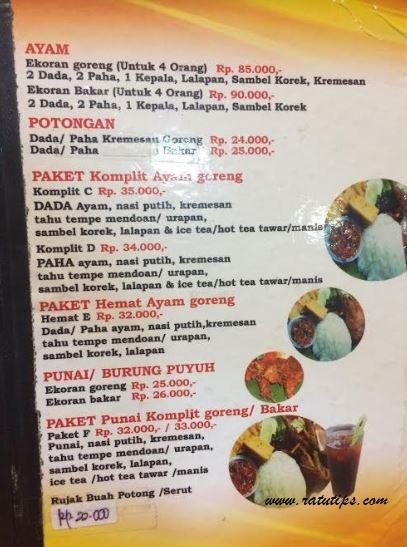 AYAM
Ekoran goreng (Untuk 4 Orang) Rp. 85.000,-
2 Dada, 2 Paha, 1 Kepala, Lalapan, Sambel Korek, Kremesan
Ekoran Bakar (Untuk 4 Orang) Rp. 90.000,-
2 Dada, 2 Paha, 1 Kepala, Lalapan, Sambel Korek
POTONGAN
Dada/ Paha Kremesan Goreng Rp. 24.000,-
Dada/ Paha Bakar Rp. 25.000,-
PAKET Komplit Ayam goreng
Komplit C Rp. 35.000,-
DADA Ayam, nasi putih, kremesan
tahu tempe mendoan/ urapan,
sambel korek, lalapan & ice tea/hot tea tawar/manis
Komplit D Rp. 34.000,-
PAHA ayam, nasi putih, kremesan
tahu tempe mendoan/ urapan,
sambel korek, lalapan & ice tea/hot tea tawar/manis
PAKET Hemat Ayam goreng
Hemat E Rp. 32.000,-
Dada/ Paha ayam, nasi putih,kremesan
tahu tempe mendoan/ urapan,
sambel korek, lalapan
PUNAI/ BURUNG PUYUH
Ekoran goreng Rp. 25.000,-
Ekoran bakar Rp. 26.000,-
PAKET Punai Komplit goreng/ Bakar
Paket F Rp. 32.000,- / 33.000,-
Punai, nasi putih, kremesan,
tahu tempe mendoan/ urapan,
sambel korek, lalapan,
ice tea /hot tea tawar /manis
Rujak Buah Potong /Serut
Rp. 20.000
www.ratutips.com